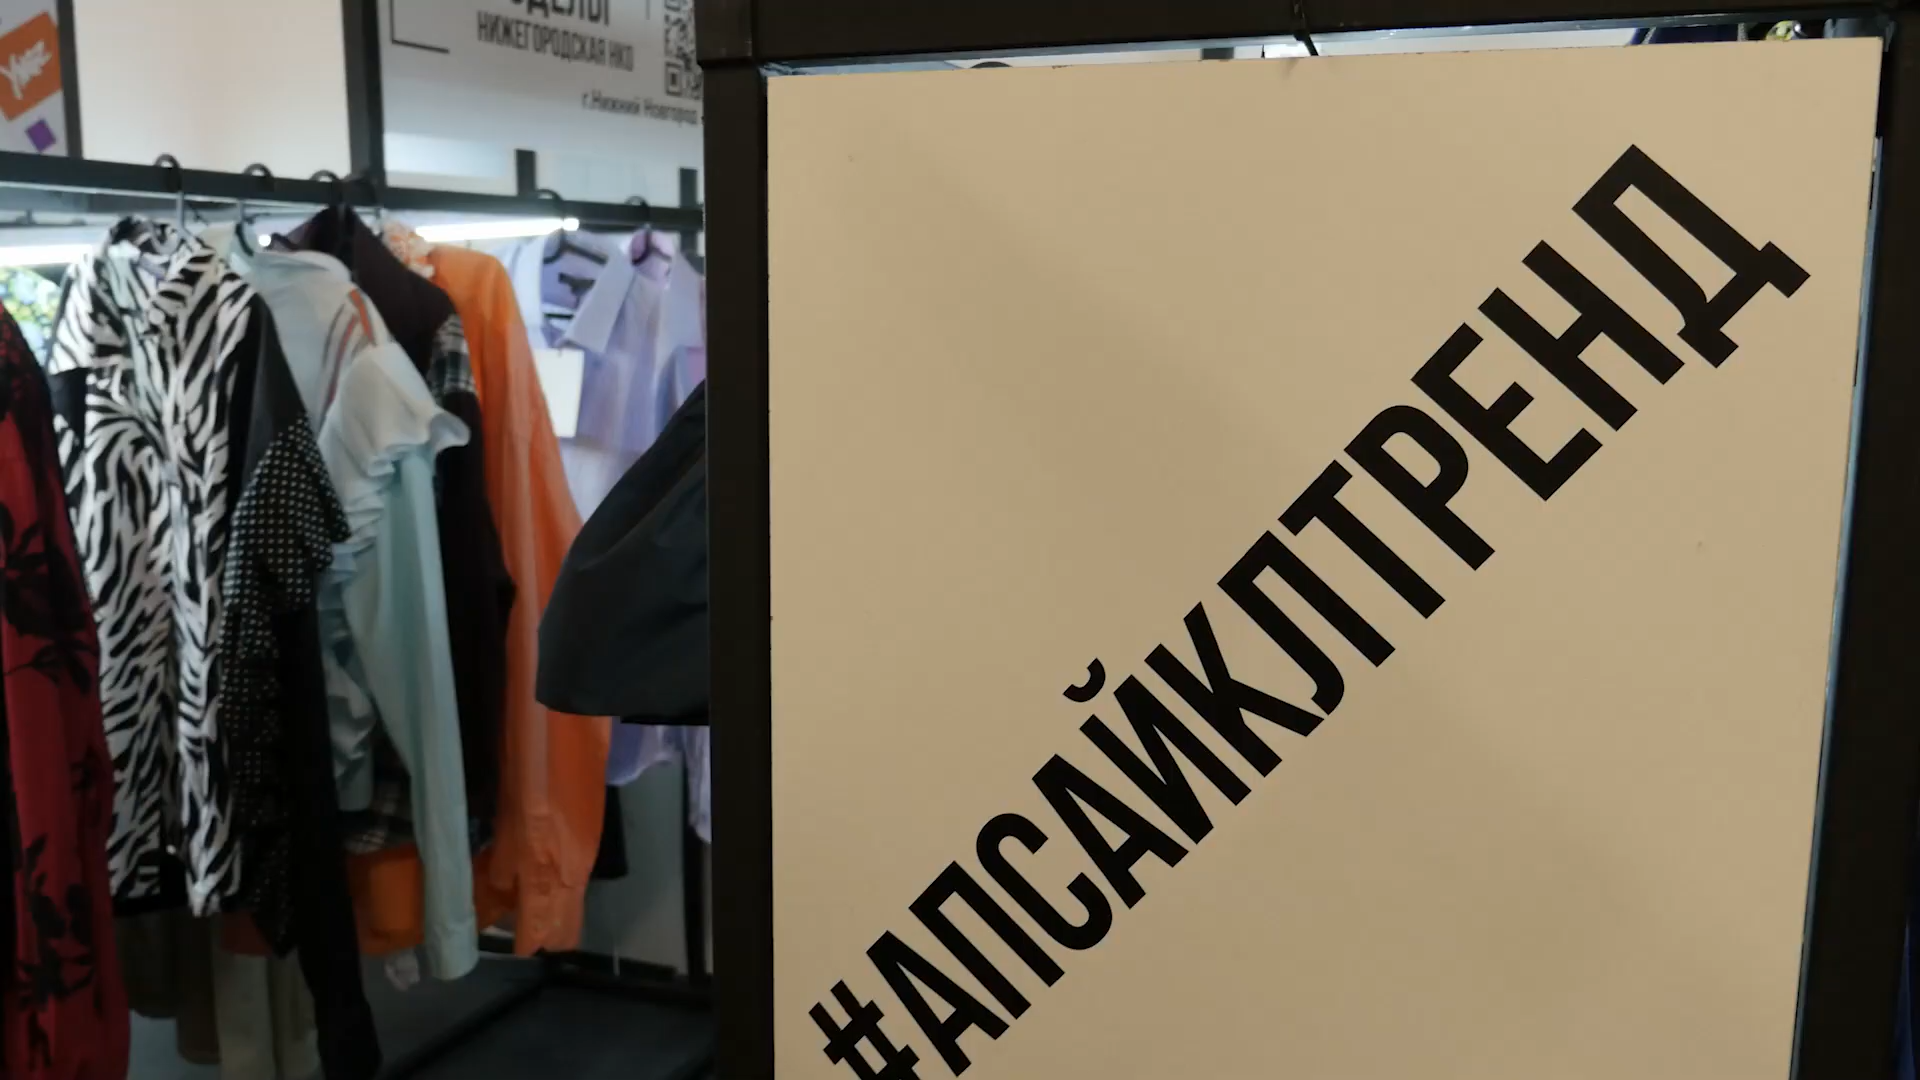 НИЖЕГОРОДСКАЯ НКО
г.Нижний Новгород
#АПСАЙКЛТРЕНД